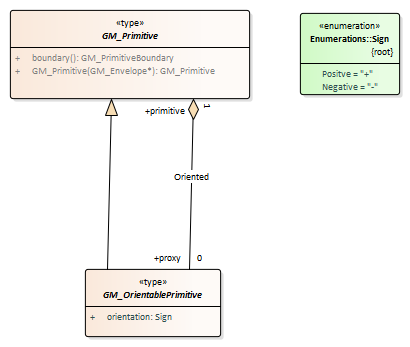 «type»
GM_Primitive
+ boundary(): GM_PrimitiveBoundary
+ GM_Primitive(GM_Envelope*): GM_Primitive
«enumeration»
Enumerations::Sign
{root}
Positve = "+"
Negative = "-"
+primitive 1
Oriented
+proxy 0
«type»
GM_OrientablePrimitive
+ orientation: Sign